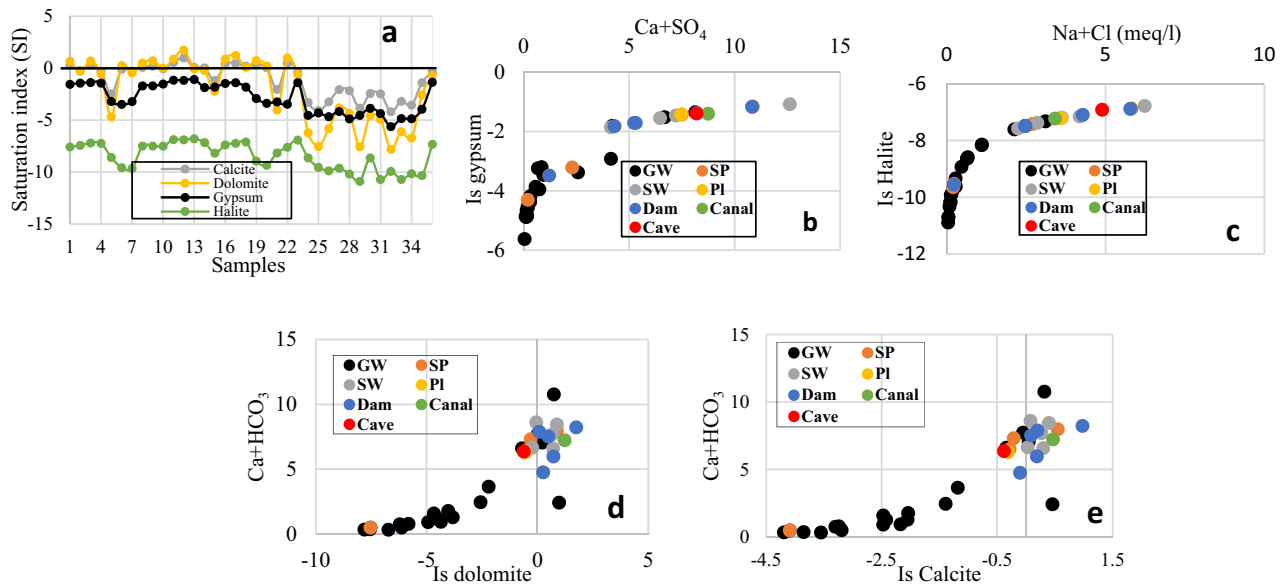 Saturation index (SI)
5
0
-5
-10
-15
a
Calcite
Dolomite
Gypsum
Halite
1 4 7 10 13 16 19 22 25 28 31 34
Samples
Ca+SO4
0 5 10 15
Is gypsum
0
-2
-4
-6
GW SP
SW Pl
Dam Canal
Cave
b
Na+Cl (meq/l)
0 5 10
Is Halite
-6
-8
-10
-12
GW SP
SW Pl
Dam Canal
Cave
c
Ca+HCO3
15
10
5
0
GW SP
SW Pl
Dam Canal
Cave
d
-10 -5 0 5
Is dolomite
Ca+HCO3
15
10
5
0
GW SP
SW Pl
Dam Canal
Cave
e
-4.5 -2.5 -0.5 1.5
Is Calcite